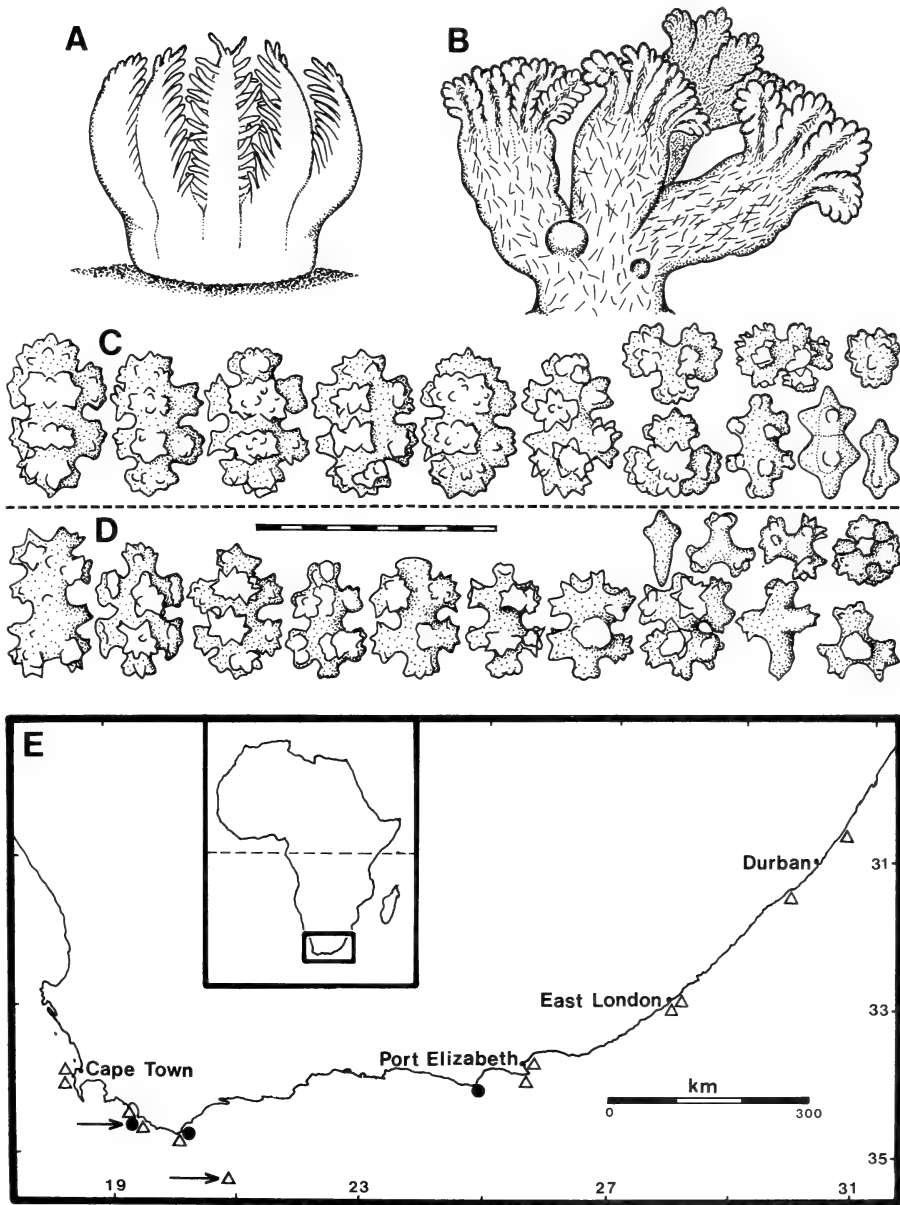 A
B
C
D
E
Durban
31
East London
33
Port Elizabeth
Cape Town
km
0 300
35
19 23 27 31